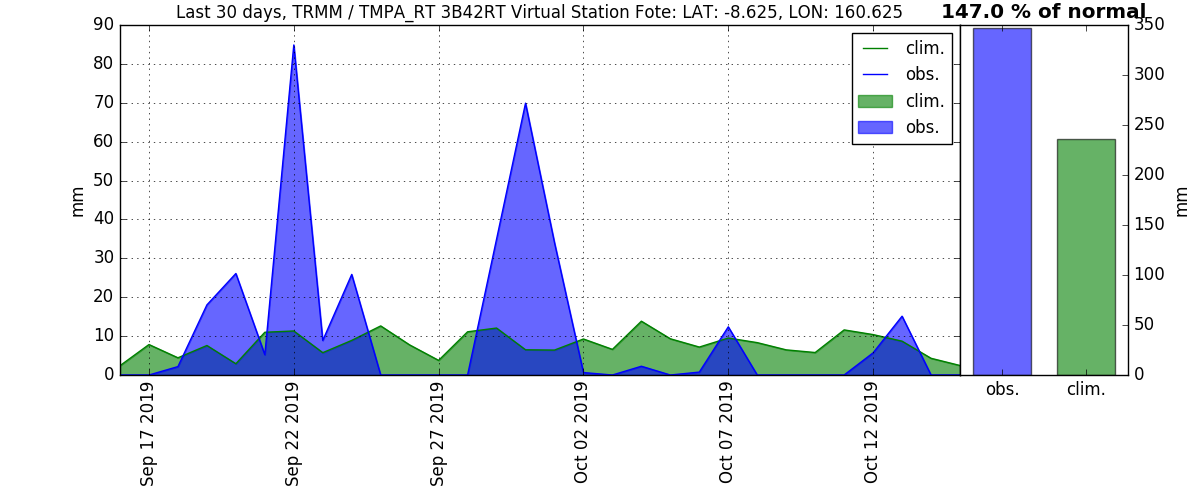 Last 30 days, TRMM / TMPA_RT 3B42RT Virtual Station Fote: LAT: -8.625, LON: 160.625
147.0 % of normal
90
80
70
60
50
40
30
20
10
0
mm
clim.
obs.
clim.
obs.
Sep 17 2019
Sep 22 2019
Sep 27 2019
Oct 02 2019
Oct 07 2019
Oct 12 2019
350
300
250
200
150
100
50
0
mm
obs.
clim.